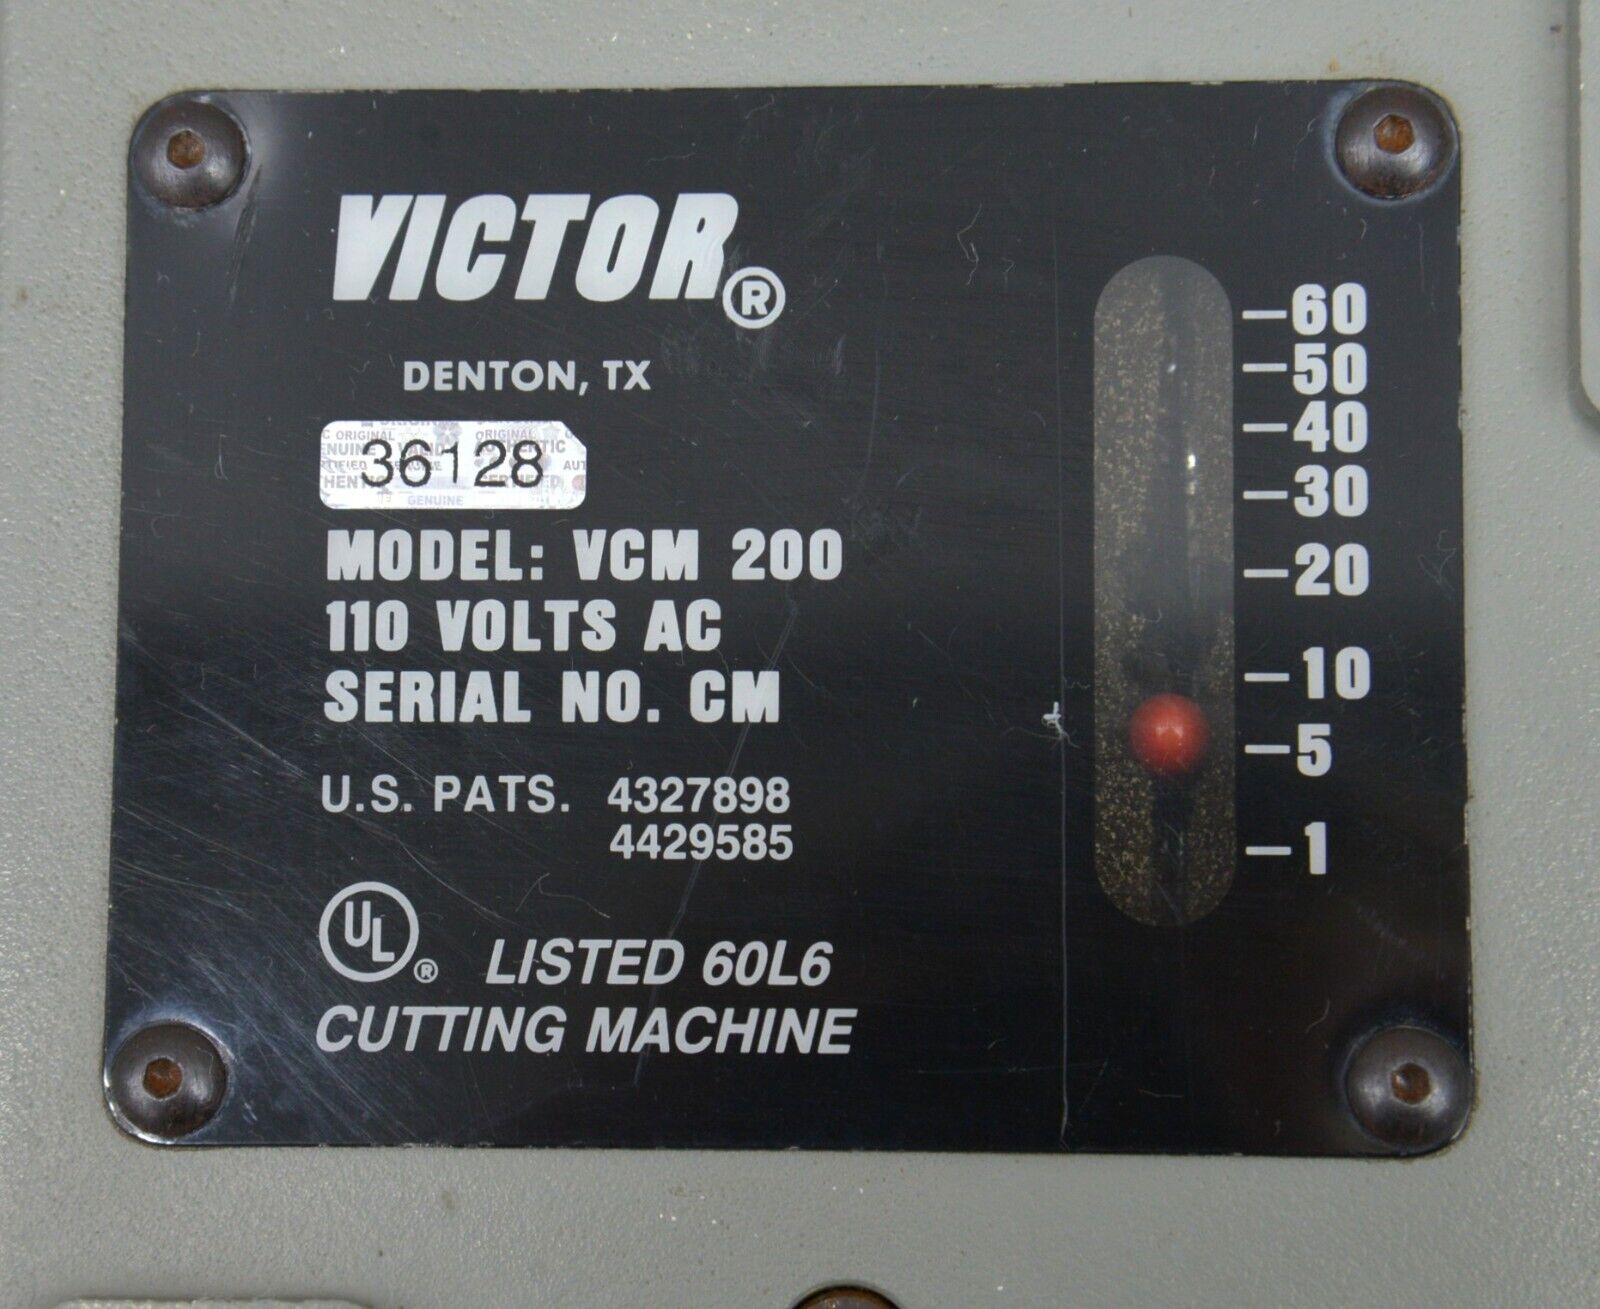 VICTOR®
DENTON, TX
36128
MODEL: VCM 200
110 VOLTS AC
SERIAL NO. CM
U.S. PATS. 4327898
4429585
UL® LISTED 60L6
CUTTING MACHINE
60
50
40
30
20
10
5
1